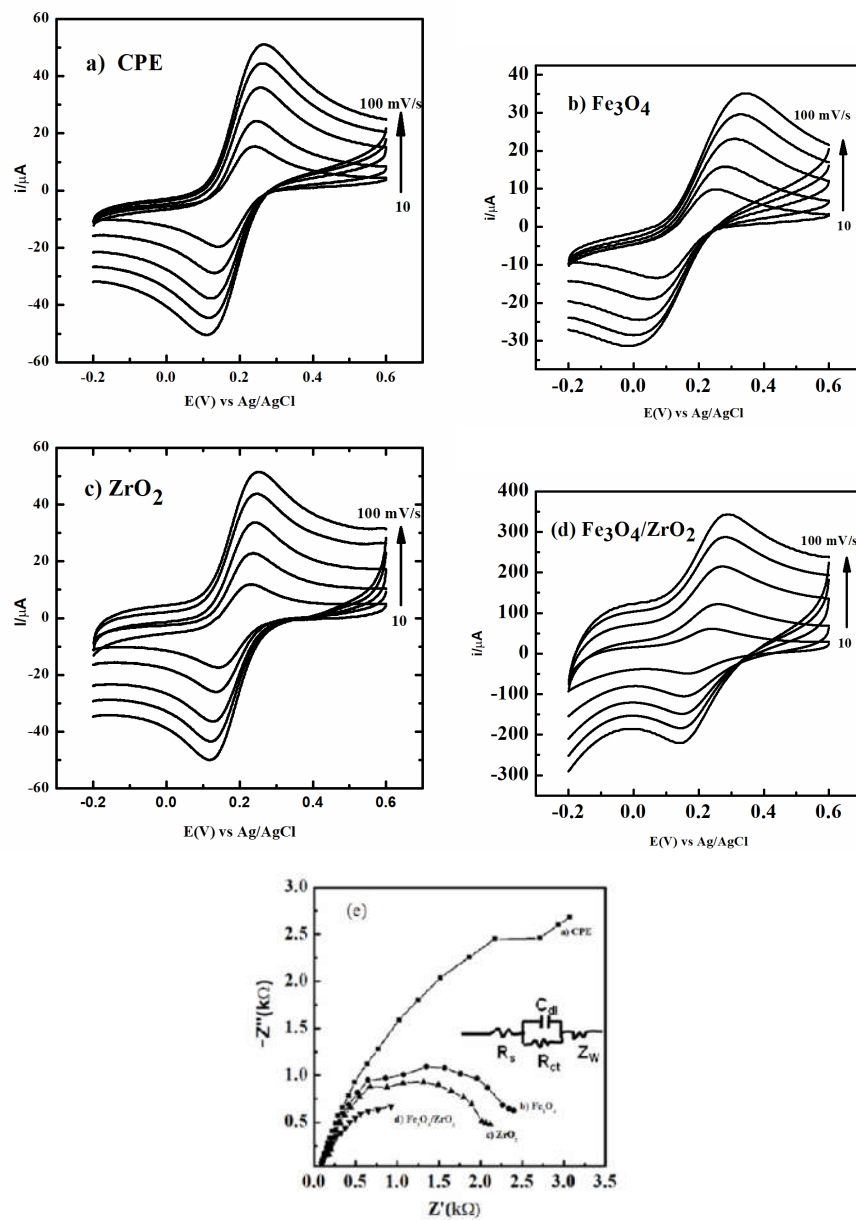 a) CPE
60
40
20
0
-20
-40
-60
i/µA
100 mV/s
10
-0.2 0.0 0.2 0.4 0.6
E(V) vs Ag/AgCl
b) Fe3O4
40
30
20
10
0
-10
-20
-30
i/µA
100 mV/s
10
-0.2 0.0 0.2 0.4 0.6
E(V) vs Ag/AgCl
c) ZrO2
60
40
20
0
-20
-40
-60
I/µA
100 mV/s
10
-0.2 0.0 0.2 0.4 0.6
E(V) vs Ag/AgCl
(d) Fe3O4/ZrO2
400
300
200
100
0
-100
-200
-300
i/µA
100 mV/s
10
-0.2 0.0 0.2 0.4 0.6
E(V) vs Ag/AgCl
(e)
3.0
2.5
2.0
1.5
1.0
0.5
-Z''(kΩ)
a) CPE
Cdl
Rs
Rct
ZW
b) Fe3O4
c) ZrO2
d) Fe3O4/ZrO2
0.0 0.5 1.0 1.5 2.0 2.5 3.0 3.5
Z'(kΩ)